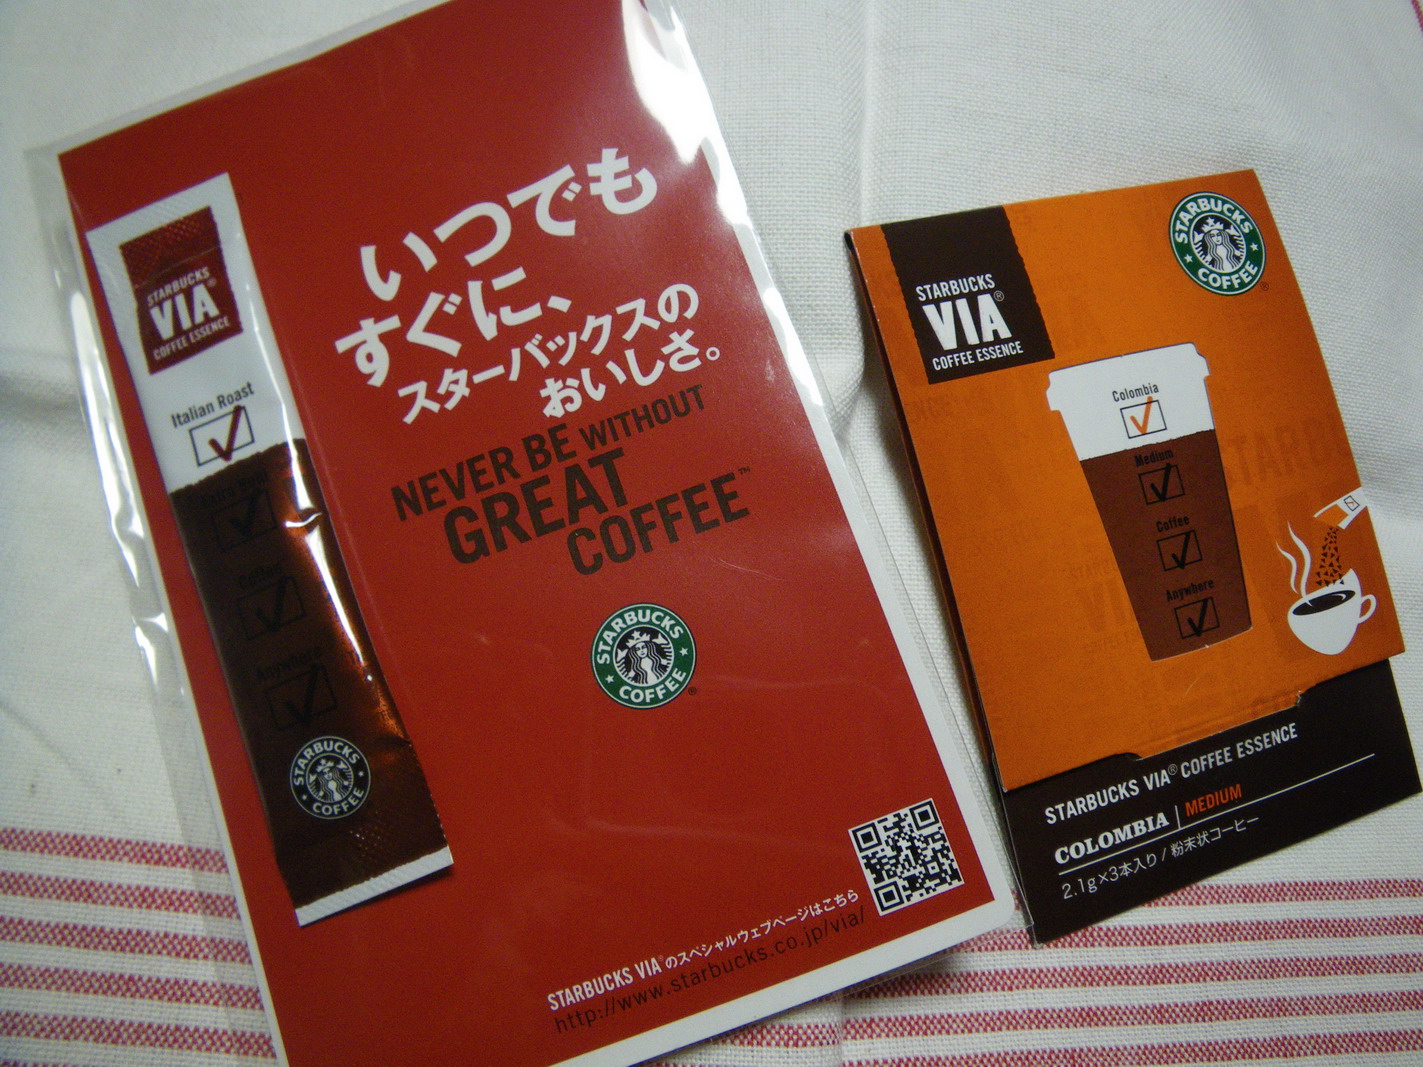 STARBUCKS
VIA®
COFFEE ESSENCE
Italian Roast
Extra Bold
Coffee
Anywhere
STARBUCKS
COFFEE
いつでも
すぐに、
スターバックスの
おいしさ。
NEVER BE WITHOUT
GREAT
COFFEE™
STARBUCKS
COFFEE®
STARBUCKS VIA®のスペシャルウェブページはこちら
http://www.starbucks.co.jp/via/
STARBUCKS
VIA®
COFFEE ESSENCE
STARBUCKS
COFFEE®
Colombia
Medium
Coffee
Anywhere
STARBUCKS VIA® COFFEE ESSENCE
COLOMBIA | MEDIUM
2.1g×3本入り / 粉末状コーヒー